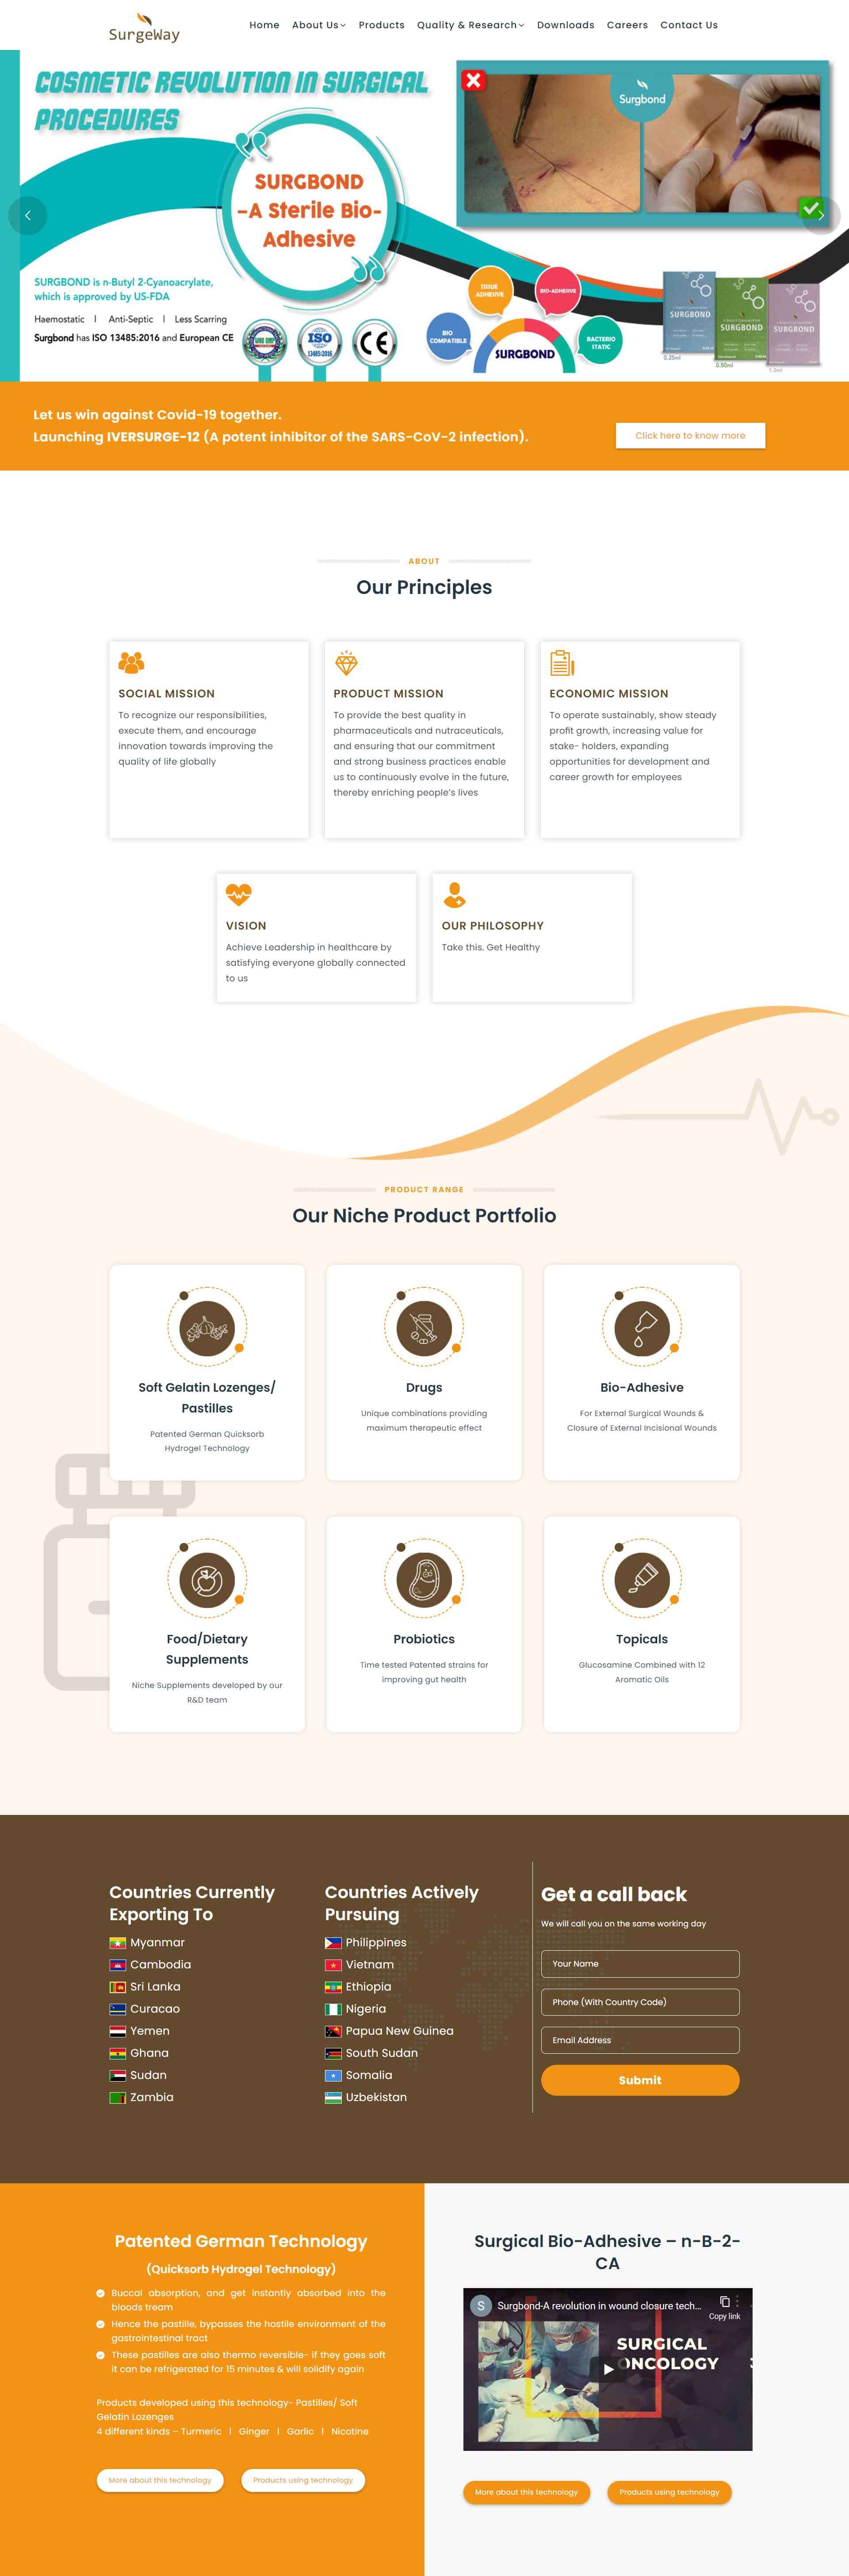 SurgeWay
Home About Us Products Quality & Research Downloads Careers Contact Us
COSMETIC REVOLUTION IN SURGICAL
PROCEDURES
Surgbond
SURGBOND
-A Sterile Bio-
Adhesive
SURGBOND is n-Butyl 2-Cyanoacrylate,
which is approved by US-FDA
Haemostatic | Anti-Septic | Less Scarring
Surgbond has ISO 13485:2016 and European CE
WHO GMP
ISO
13485:2016
CE
TISSUE
ADHESIVE
BIO-ADHESIVE
BIO
COMPATIBLE
BACTERIO
STATIC
SURGBOND
SURGBOND
SURGBOND
SURGBOND
0.25ml
0.50ml
1.0ml
Let us win against Covid-19 together.
Launching IVERSURGE-12 (A potent inhibitor of the SARS-CoV-2 infection).
Click here to know more
ABOUT
Our Principles
SOCIAL MISSION
To recognize our responsibilities,
execute them, and encourage
innovation towards improving the
quality of life globally
PRODUCT MISSION
To provide the best quality in
pharmaceuticals and nutraceuticals,
and ensuring that our commitment
and strong business practices enable
us to continuously evolve in the future,
thereby enriching people's lives
ECONOMIC MISSION
To operate sustainably, show steady
profit growth, increasing value for
stake- holders, expanding
opportunities for development and
career growth for employees
VISION
Achieve Leadership in healthcare by
satisfying everyone globally connected
to us
OUR PHILOSOPHY
Take this. Get Healthy
PRODUCT RANGE
Our Niche Product Portfolio
Soft Gelatin Lozenges/
Pastilles
Patented German Quicksorb
Hydrogel Technology
Drugs
Unique combinations providing
maximum therapeutic effect
Bio-Adhesive
For External Surgical Wounds &
Closure of External Incisional Wounds
Food/Dietary
Supplements
Niche Supplements developed by our
R&D team
Probiotics
Time tested Patented strains for
improving gut health
Topicals
Glucosamine Combined with 12
Aromatic Oils
Countries Currently
Exporting To
Myanmar
Cambodia
Sri Lanka
Curacao
Yemen
Ghana
Sudan
Zambia
Countries Actively
Pursuing
Philippines
Vietnam
Ethiopia
Nigeria
Papua New Guinea
South Sudan
Somalia
Uzbekistan
Get a call back
We will call you on the same working day
Your Name
Phone (With Country Code)
Email Address
Submit
Patented German Technology
(Quicksorb Hydrogel Technology)
Buccal absorption, and get instantly absorbed into the
bloods tream
Hence the pastille, bypasses the hostile environment of the
gastrointestinal tract
These pastilles are also thermo reversible- if they goes soft
it can be refrigerated for 15 minutes & will solidify again
Products developed using this technology- Pastilles/ Soft
Gelatin Lozenges
4 different kinds – Turmeric | Ginger | Garlic | Nicotine
More about this technology
Products using technology
Surgical Bio-Adhesive – n-B-2-
CA
S
Surgbond-A revolution in wound closure tech...
Copy link
SURGICAL
ONCOLOGY
More about this technology
Products using technology